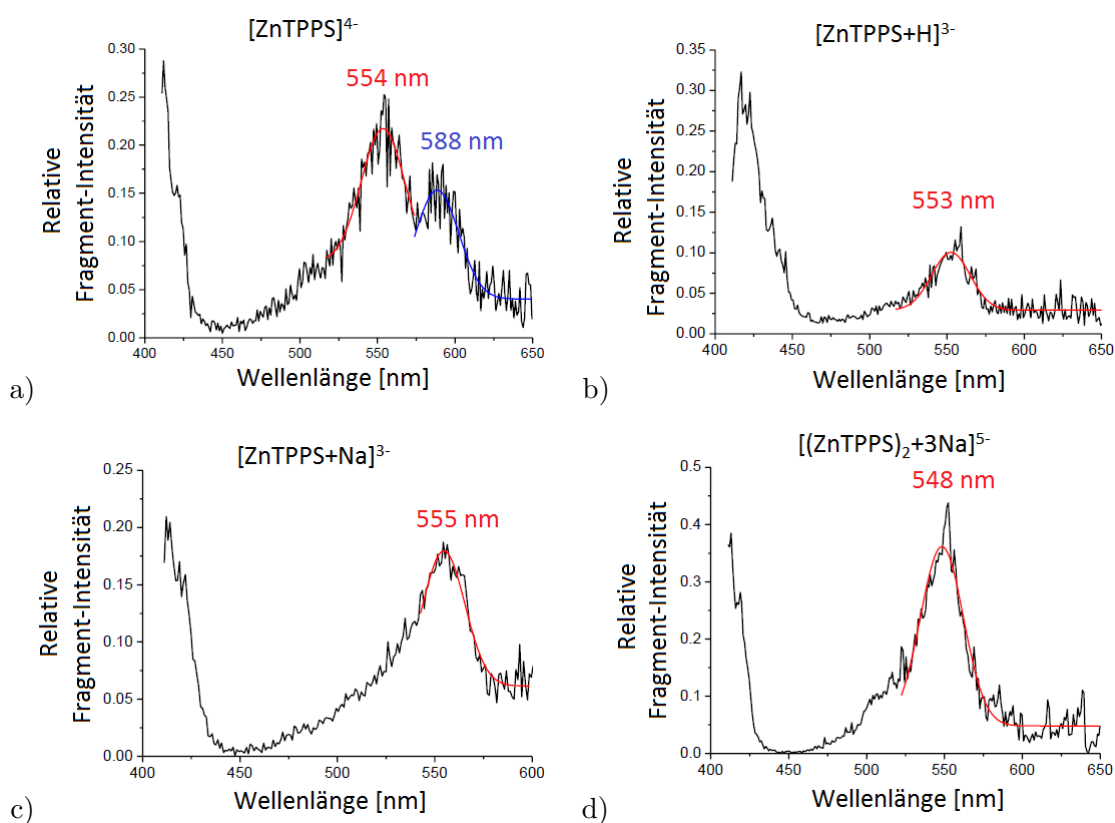 [ZnTPPS]4-
0.30
0.25
0.20
0.15
0.10
0.05
0.00
554 nm
588 nm
Relative
Fragment-Intensität
400 450 500 550 600 650
Wellenlänge [nm]
a)
[ZnTPPS+H]3-
0.35
0.30
0.25
0.20
0.15
0.10
0.05
0.00
553 nm
Relative
Fragment-Intensität
400 450 500 550 600 650
Wellenlänge [nm]
b)
[ZnTPPS+Na]3-
0.25
0.20
0.15
0.10
0.05
0.00
555 nm
Relative
Fragment-Intensität
400 450 500 550 600
Wellenlänge [nm]
c)
[(ZnTPPS)2+3Na]5-
0.5
0.4
0.3
0.2
0.1
0.0
548 nm
Relative
Fragment-Intensität
400 450 500 550 600 650
Wellenlänge [nm]
d)